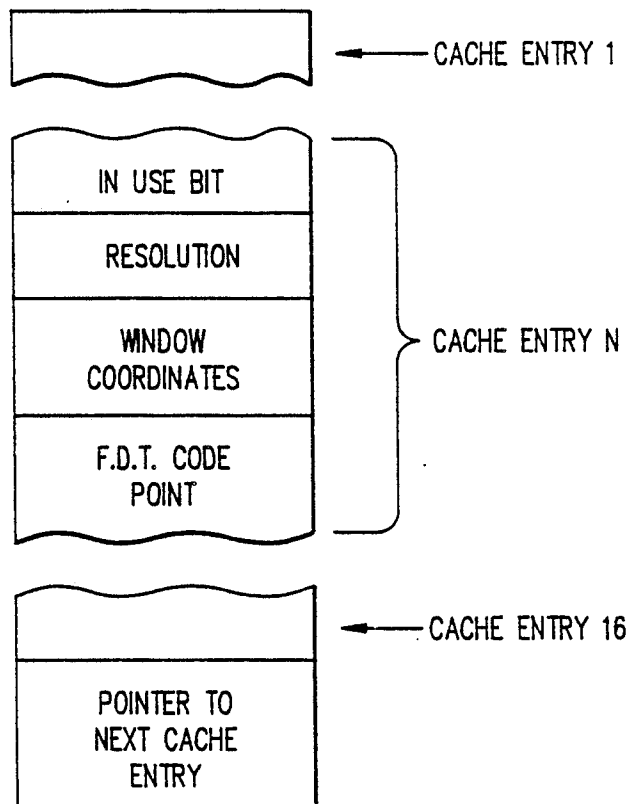 CACHE ENTRY 1
IN USE BIT
RESOLUTION
WINDOW
COORDINATES
CACHE ENTRY N
F.D.T. CODE
POINT
CACHE ENTRY 16
POINTER TO
NEXT CACHE
ENTRY